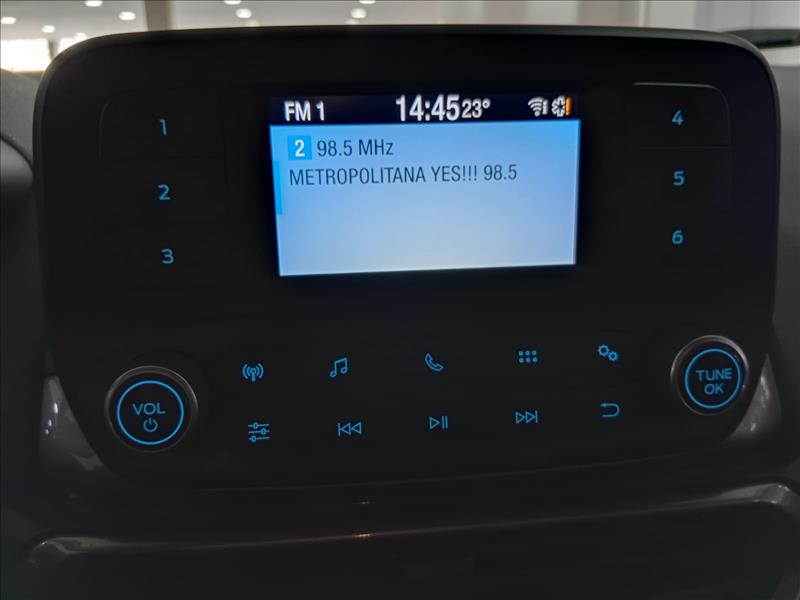 FM 1 14:45 23°
2 98.5 MHz
METROPOLITANA YES!!! 98.5
1
2
3
4
5
6
VOL
TUNE
OK